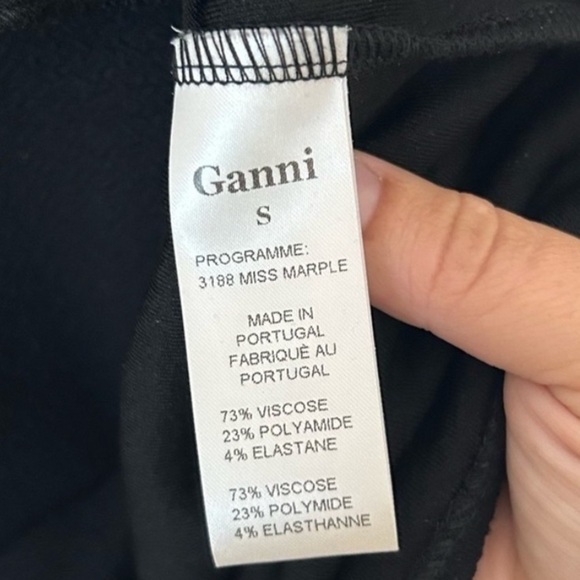 Ganni
S
PROGRAMME:
3188 MISS MARPLE
MADE IN
PORTUGAL
FABRIQUÈ AU
PORTUGAL
73% VISCOSE
23% POLYAMIDE
4% ELASTANE
73% VISCOSE
23% POLYMIDE
4% ELASTHANNE